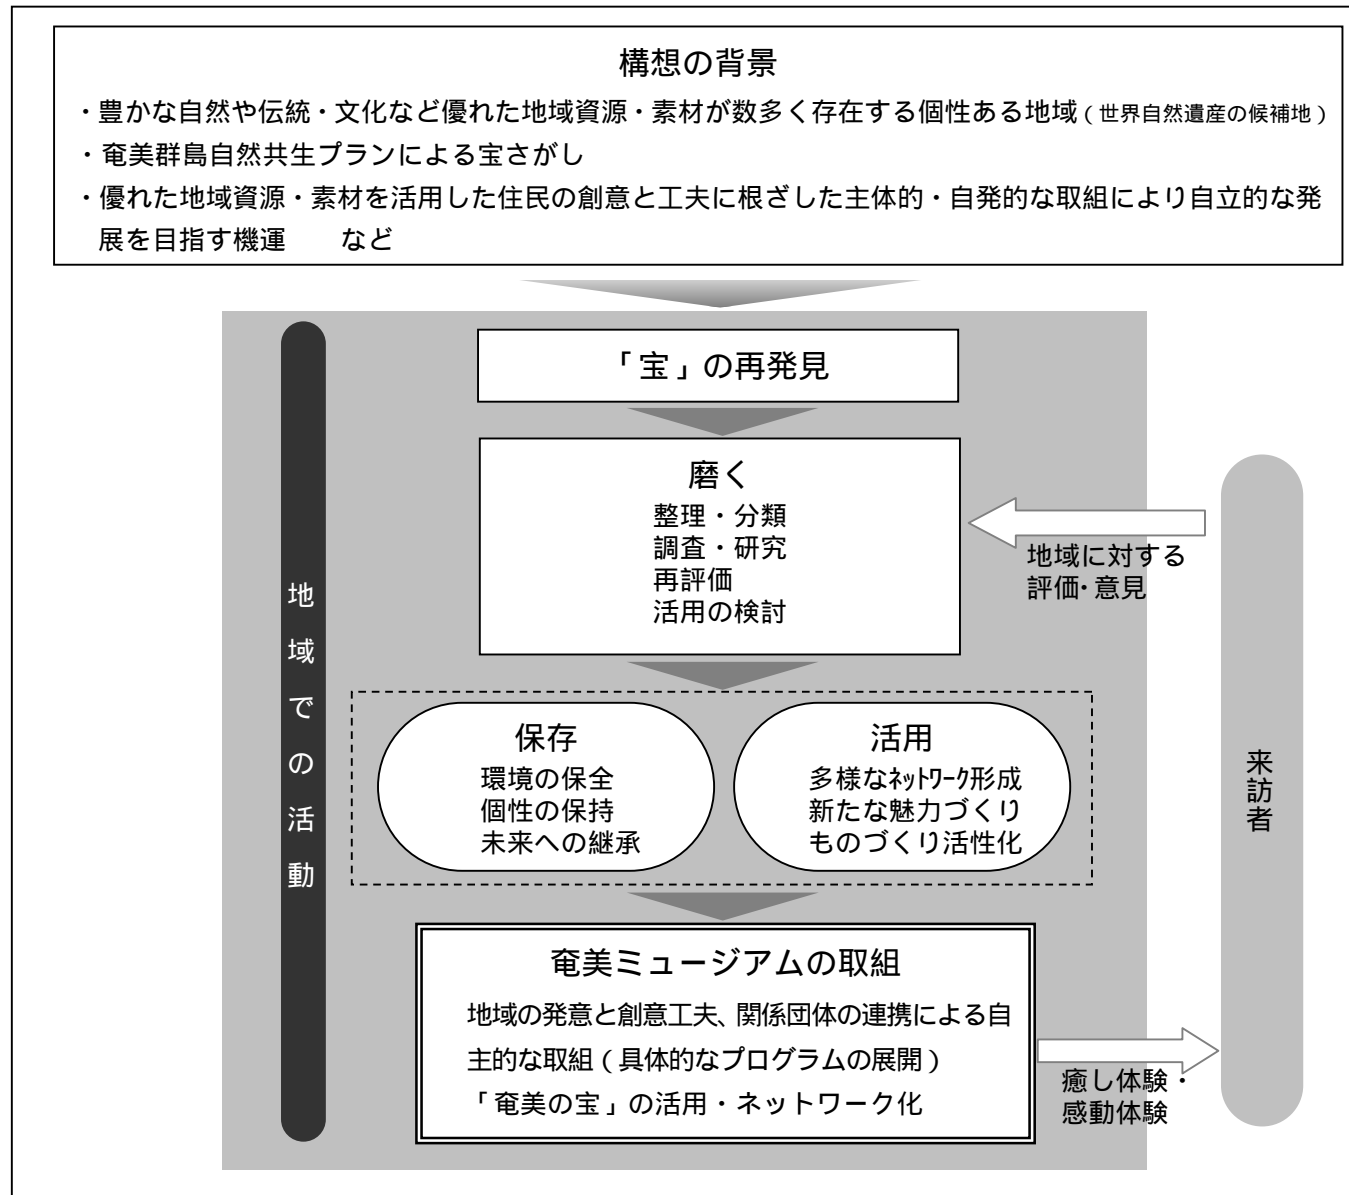 構想の背景
・豊かな自然や伝統・文化など優れた地域資源・素材が数多く存在する個性ある地域（世界自然遺産の候補地）
・奄美群島自然共生プランによる宝さがし
・優れた地域資源・素材を活用した住民の創意と工夫に根ざした主体的・自発的な取組により自立的な発
展を目指す機運　　など
地域での活動
「宝」の再発見
磨く
整理・分類
調査・研究
再評価
活用の検討
地域に対する
評価・意見
保存
環境の保全
個性の保持
未来への継承
活用
多様なﾈｯﾄﾜｰｸ形成
新たな魅力づくり
ものづくり活性化
来訪者
奄美ミュージアムの取組
地域の発意と創意工夫、関係団体の連携による自
主的な取組（具体的なプログラムの展開）
「奄美の宝」の活用・ネットワーク化
癒し体験・
感動体験